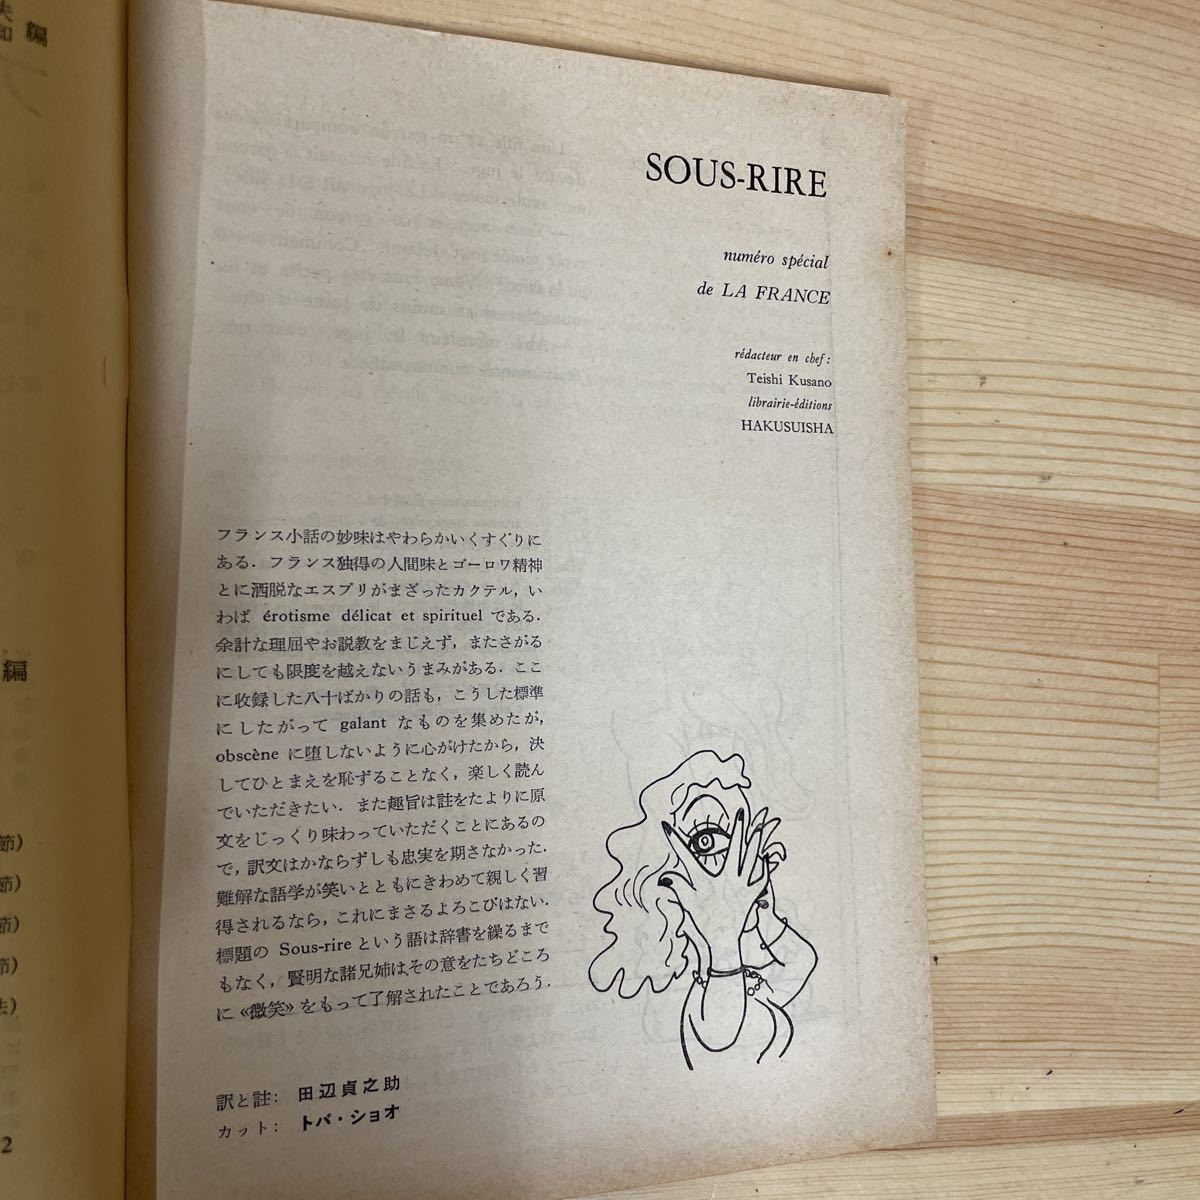 編
SOUS-RIRE
numéro spécial
de LA FRANCE
rédacteur en chef:
Teishi Kusano
librairie-éditions
HAKUSUISHA
フランス小話の妙味はやわらかいくすぐりに
ある．フランス独得の人間味とゴーロワ精神
とに洒脱なエスプリがまざったカクテル，い
わば érotisme délicat et spirituel である．
余計な理屈やお説教をまじえず，またさがる
にしても限度を越えないうまみがある．ここ
に収録した八十ばかりの話も，こうした標準
にしたがって galant なものを集めたが，
obscène に堕しないように心がけたから，決
してひとまえを恥ずることなく，楽しく読ん
でいただきたい．また趣旨は註をたよりに原
文をじっくり味わっていただくことにあるの
で，訳文はかならずしも忠実を期さなかった．
難解な語学が笑いとともにきわめて親しく習
得されるなら，これにまさるよろこびはない．
標題の Sous-rire という語は辞書を繰るまで
もなく，賢明な諸兄姉は，その意をたちどころ
に《微笑》をもって了解されたことであろう．
訳と註： 田辺貞之助
カット： トバ・ショオ
編
節）
節）
節）
節）
法）
2